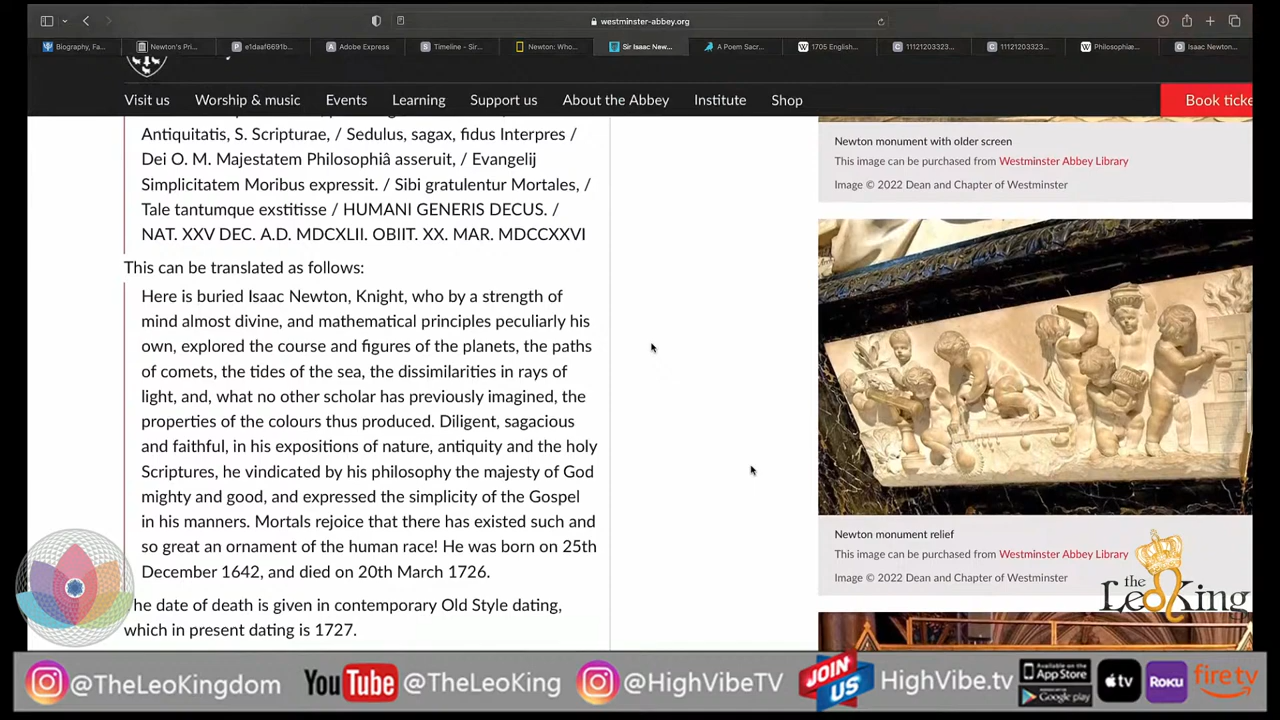 westminster-abbey.org
Biography, Fa...
Newton's Pri...
e1daaf6691b...
Adobe Express
Timeline - Sir...
Newton: Who...
Sir Isaac New...
A Poem Sacr...
1705 English...
11121203323...
11121203323...
Philosophiæ...
Isaac Newton...
Visit us
Worship & music
Events
Learning
Support us
About the Abbey
Institute
Shop
Book ticke
Antiquitatis, S. Scripturae, / Sedulus, sagax, fidus Interpres /
Dei O. M. Majestatem Philosophiâ asseruit, / Evangelij
Simplicitatem Moribus expressit. / Sibi gratulentur Mortales, /
Tale tantumque exstitisse / HUMANI GENERIS DECUS. /
NAT. XXV DEC. A.D. MDCXLII. OBIIT. XX. MAR. MDCCXXVI
This can be translated as follows:
Here is buried Isaac Newton, Knight, who by a strength of
mind almost divine, and mathematical principles peculiarly his
own, explored the course and figures of the planets, the paths
of comets, the tides of the sea, the dissimilarities in rays of
light, and, what no other scholar has previously imagined, the
properties of the colours thus produced. Diligent, sagacious
and faithful, in his expositions of nature, antiquity and the holy
Scriptures, he vindicated by his philosophy the majesty of God
mighty and good, and expressed the simplicity of the Gospel
in his manners. Mortals rejoice that there has existed such and
so great an ornament of the human race! He was born on 25th
December 1642, and died on 20th March 1726.
he date of death is given in contemporary Old Style dating,
which in present dating is 1727.
Newton monument with older screen
This image can be purchased from Westminster Abbey Library
Image © 2022 Dean and Chapter of Westminster
Newton monument relief
This image can be purchased from Westminster Abbey Library
Image © 2022 Dean and Chapter of Westminster
the
LeoKing
@TheLeoKingdom
YouTube @TheLeoKing
@HighVibeTV
JOIN
US
HighVibe.tv
Available on the
App Store
Google play
tv
Roku
fire tv